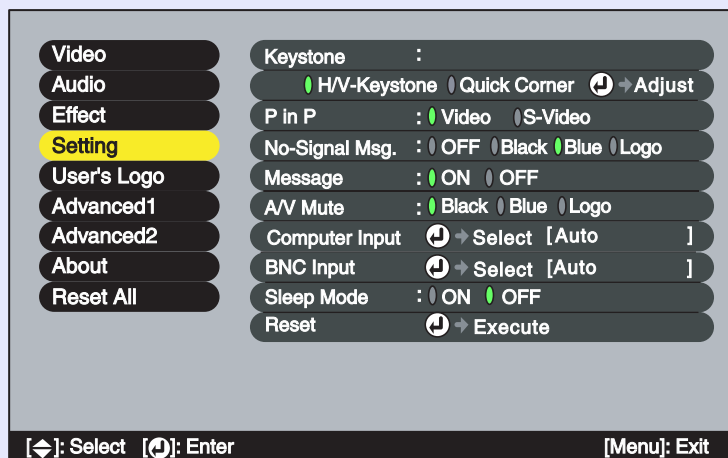 Video
Audio
Effect
Setting
User's Logo
Advanced1
Advanced2
About
Reset All
Keystone :
H/V-Keystone Quick Corner Adjust
P in P : Video S-Video
No-Signal Msg. : OFF Black Blue Logo
Message : ON OFF
A/V Mute : Black Blue Logo
Computer Input Select [Auto ]
BNC Input Select [Auto ]
Sleep Mode : ON OFF
Reset Execute
[ ]: Select [ ]: Enter [Menu]: Exit